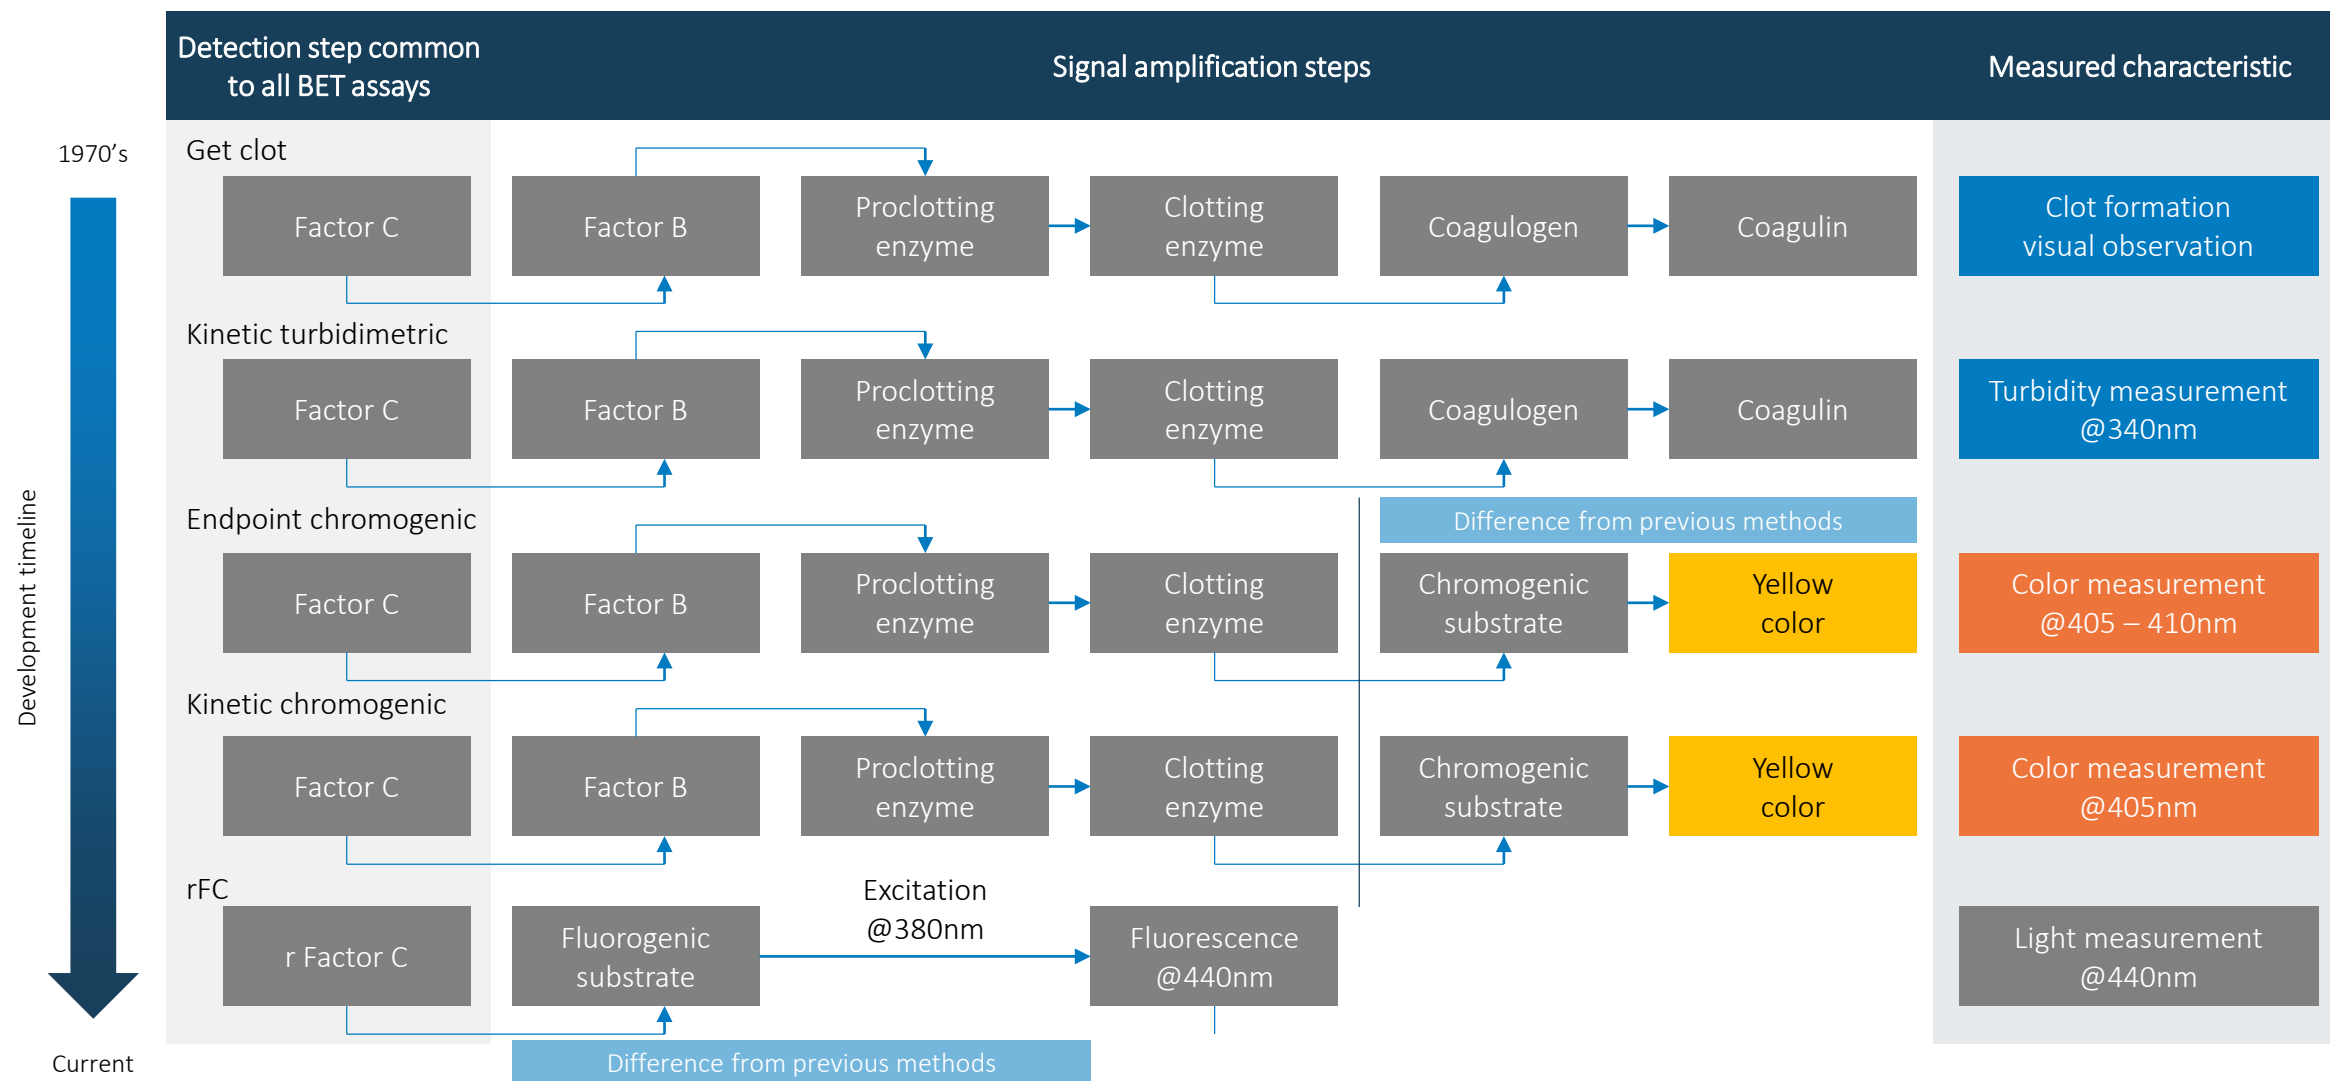 Detection step common
to all BET assays
Signal amplification steps
Measured characteristic
1970's
Development timeline
Current
Get clot
Factor C
Factor B
Proclotting
enzyme
Clotting
enzyme
Coagulogen
Coagulin
Clot formation
visual observation
Kinetic turbidimetric
Factor C
Factor B
Proclotting
enzyme
Clotting
enzyme
Coagulogen
Coagulin
Turbidity measurement
@340nm
Endpoint chromogenic
Difference from previous methods
Factor C
Factor B
Proclotting
enzyme
Clotting
enzyme
Chromogenic
substrate
Yellow
color
Color measurement
@405 – 410nm
Kinetic chromogenic
Factor C
Factor B
Proclotting
enzyme
Clotting
enzyme
Chromogenic
substrate
Yellow
color
Color measurement
@405nm
rFC
r Factor C
Fluorogenic
substrate
Excitation
@380nm
Fluorescence
@440nm
Light measurement
@440nm
Difference from previous methods